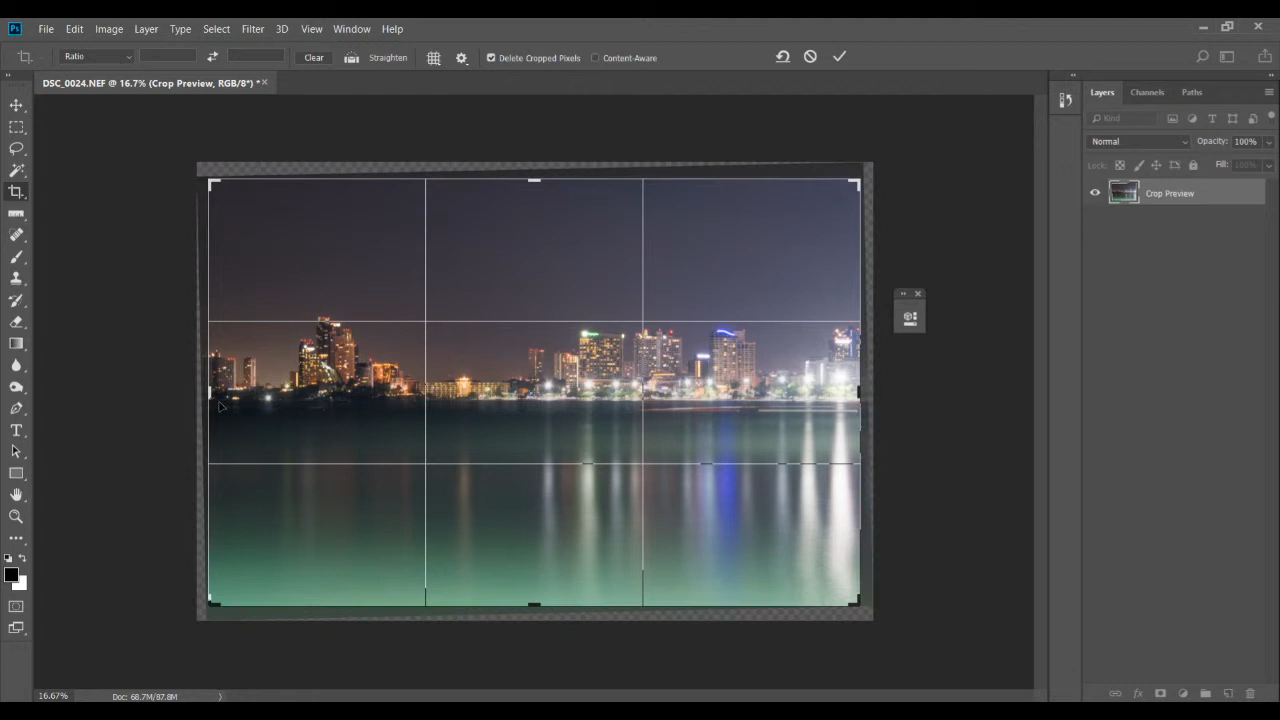 Ps File Edit Image Layer Type Select Filter 3D View Window Help
Ratio Clear Straighten Delete Cropped Pixels Content-Aware
DSC_0024.NEF @ 16.7% (Crop Preview, RGB/8*) *
Layers Channels Paths
Kind
Normal Opacity: 100%
Lock: Fill: 100%
Crop Preview
16.67% Doc: 68.7M/87.8M